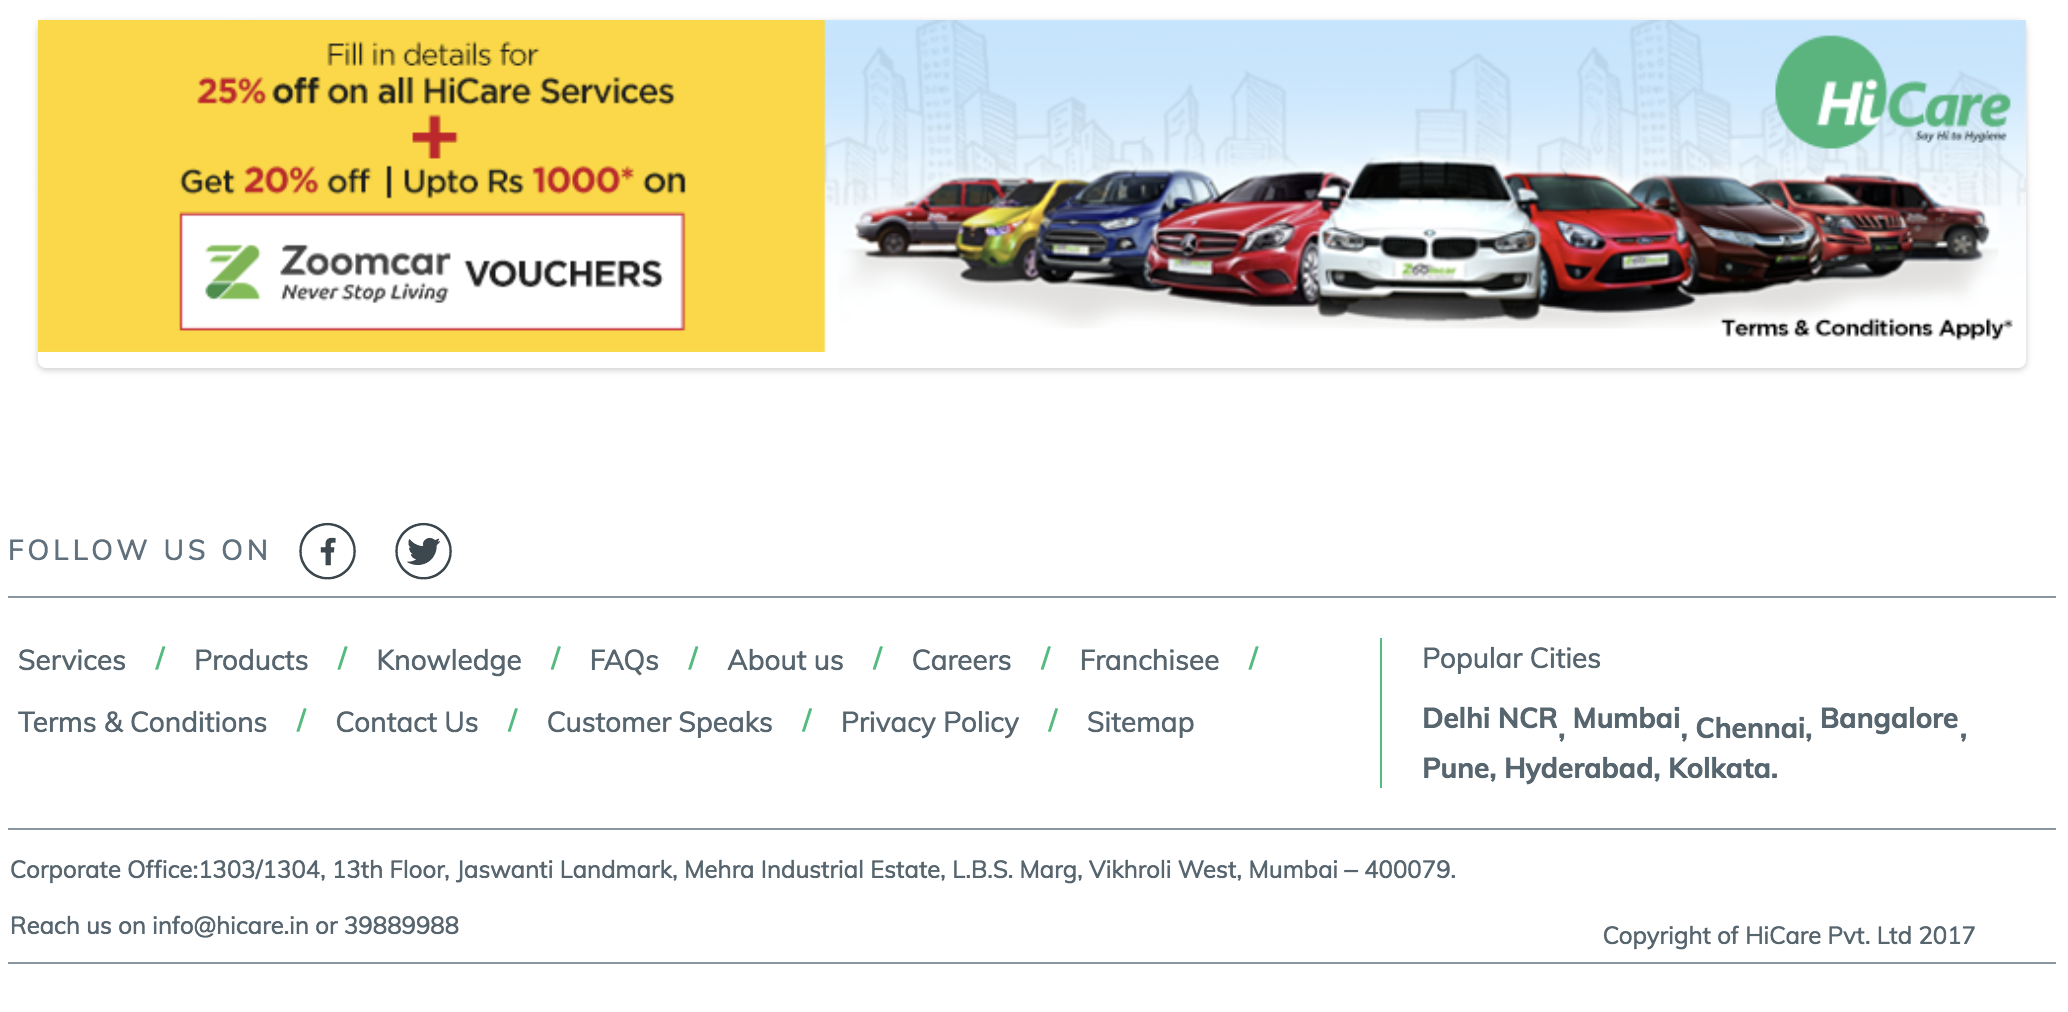 Fill in details for
25% off on all HiCare Services
+
Get 20% off | Upto Rs 1000* on
Zoomcar VOUCHERS
Never Stop Living
HiCare
Say Hi to Hygiene
Zoomcar
Terms & Conditions Apply*
FOLLOW US ON
Services / Products / Knowledge / FAQs / About us / Careers / Franchisee /
Terms & Conditions / Contact Us / Customer Speaks / Privacy Policy / Sitemap
Popular Cities
Delhi NCR, Mumbai, Chennai, Bangalore,
Pune, Hyderabad, Kolkata.
Corporate Office:1303/1304, 13th Floor, Jaswanti Landmark, Mehra Industrial Estate, L.B.S. Marg, Vikhroli West, Mumbai – 400079.
Reach us on info@hicare.in or 39889988
Copyright of HiCare Pvt. Ltd 2017